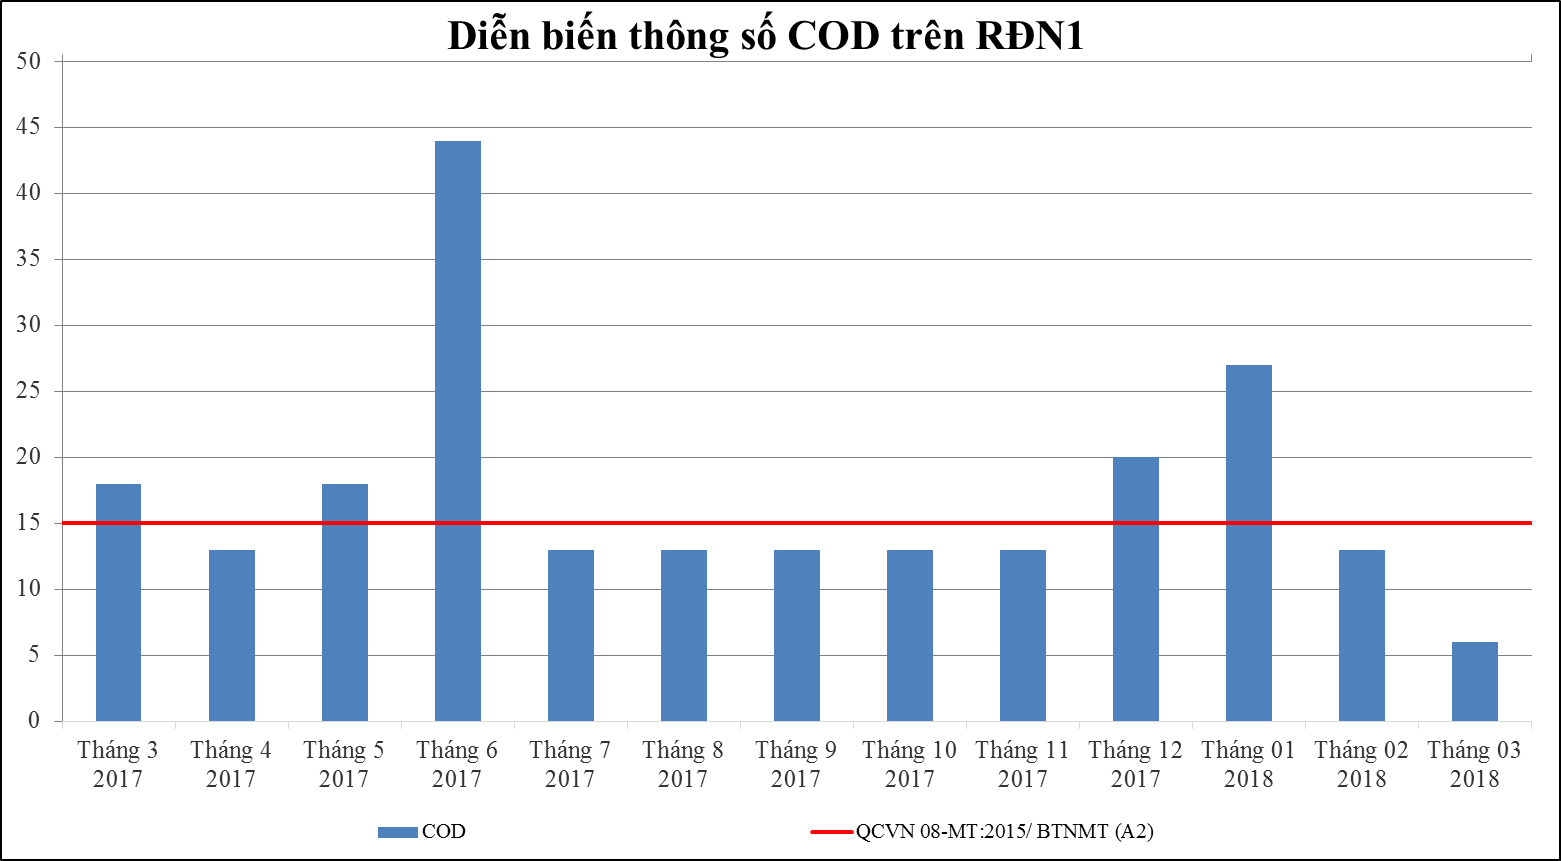 Diễn biến thông số COD trên RĐN1
50
45
40
35
30
25
20
15
10
5
0
Tháng 3 2017
Tháng 4 2017
Tháng 5 2017
Tháng 6 2017
Tháng 7 2017
Tháng 8 2017
Tháng 9 2017
Tháng 10 2017
Tháng 11 2017
Tháng 12 2017
Tháng 01 2018
Tháng 02 2018
Tháng 03 2018
COD
QCVN 08-MT:2015/ BTNMT (A2)